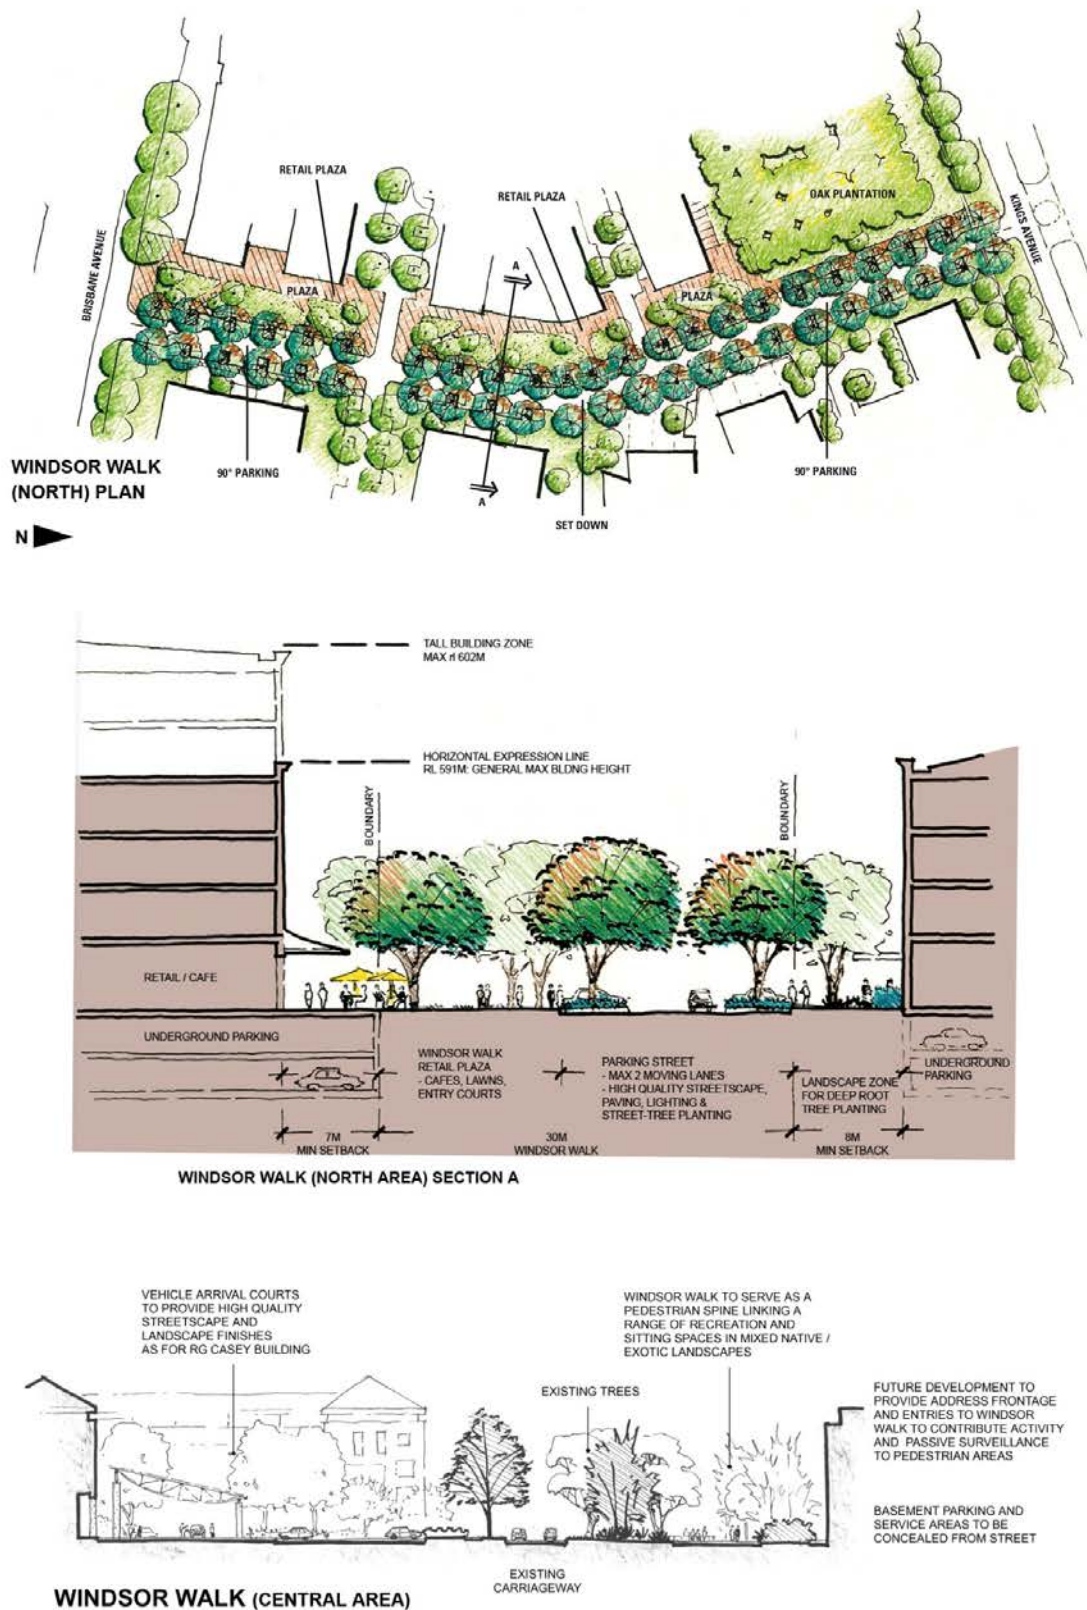 RETAIL PLAZA
RETAIL PLAZA
OAK PLANTATION
A
KINGS AVENUE
BRISBANE AVENUE
PLAZA
PLAZA
WINDSOR WALK
(NORTH) PLAN
90° PARKING
A
90° PARKING
SET DOWN
N
TALL BUILDING ZONE
MAX rl 602M
HORIZONTAL EXPRESSION LINE
RL 591M: GENERAL MAX BLDNG HEIGHT
BOUNDARY
BOUNDARY
RETAIL / CAFE
UNDERGROUND PARKING
WINDSOR WALK
RETAIL PLAZA
- CAFES, LAWNS,
ENTRY COURTS
PARKING STREET
- MAX 2 MOVING LANES
- HIGH QUALITY STREETSCAPE,
PAVING, LIGHTING &
STREET-TREE PLANTING
LANDSCAPE ZONE
FOR DEEP ROOT
TREE PLANTING
UNDERGROUND
PARKING
7M
MIN SETBACK
30M
WINDSOR WALK
8M
MIN SETBACK
WINDSOR WALK (NORTH AREA) SECTION A
VEHICLE ARRIVAL COURTS
TO PROVIDE HIGH QUALITY
STREETSCAPE AND
LANDSCAPE FINISHES
AS FOR RG CASEY BUILDING
WINDSOR WALK TO SERVE AS A
PEDESTRIAN SPINE LINKING A
RANGE OF RECREATION AND
SITTING SPACES IN MIXED NATIVE /
EXOTIC LANDSCAPES
EXISTING TREES
FUTURE DEVELOPMENT TO
PROVIDE ADDRESS FRONTAGE
AND ENTRIES TO WINDSOR
WALK TO CONTRIBUTE ACTIVITY
AND PASSIVE SURVEILLANCE
TO PEDESTRIAN AREAS
BASEMENT PARKING AND
SERVICE AREAS TO BE
CONCEALED FROM STREET
EXISTING
CARRIAGEWAY
WINDSOR WALK (CENTRAL AREA)